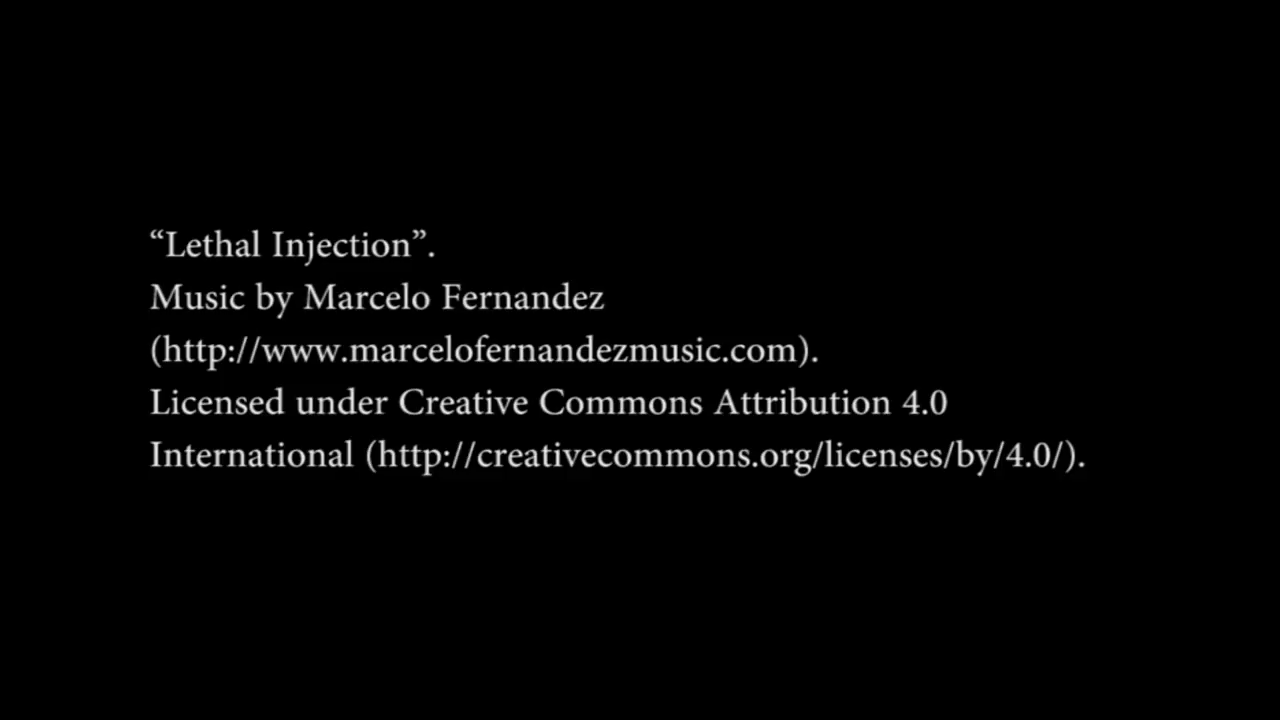 “Lethal Injection”.
Music by Marcelo Fernandez
(http://www.marcelofernandezmusic.com).
Licensed under Creative Commons Attribution 4.0
International (http://creativecommons.org/licenses/by/4.0/).